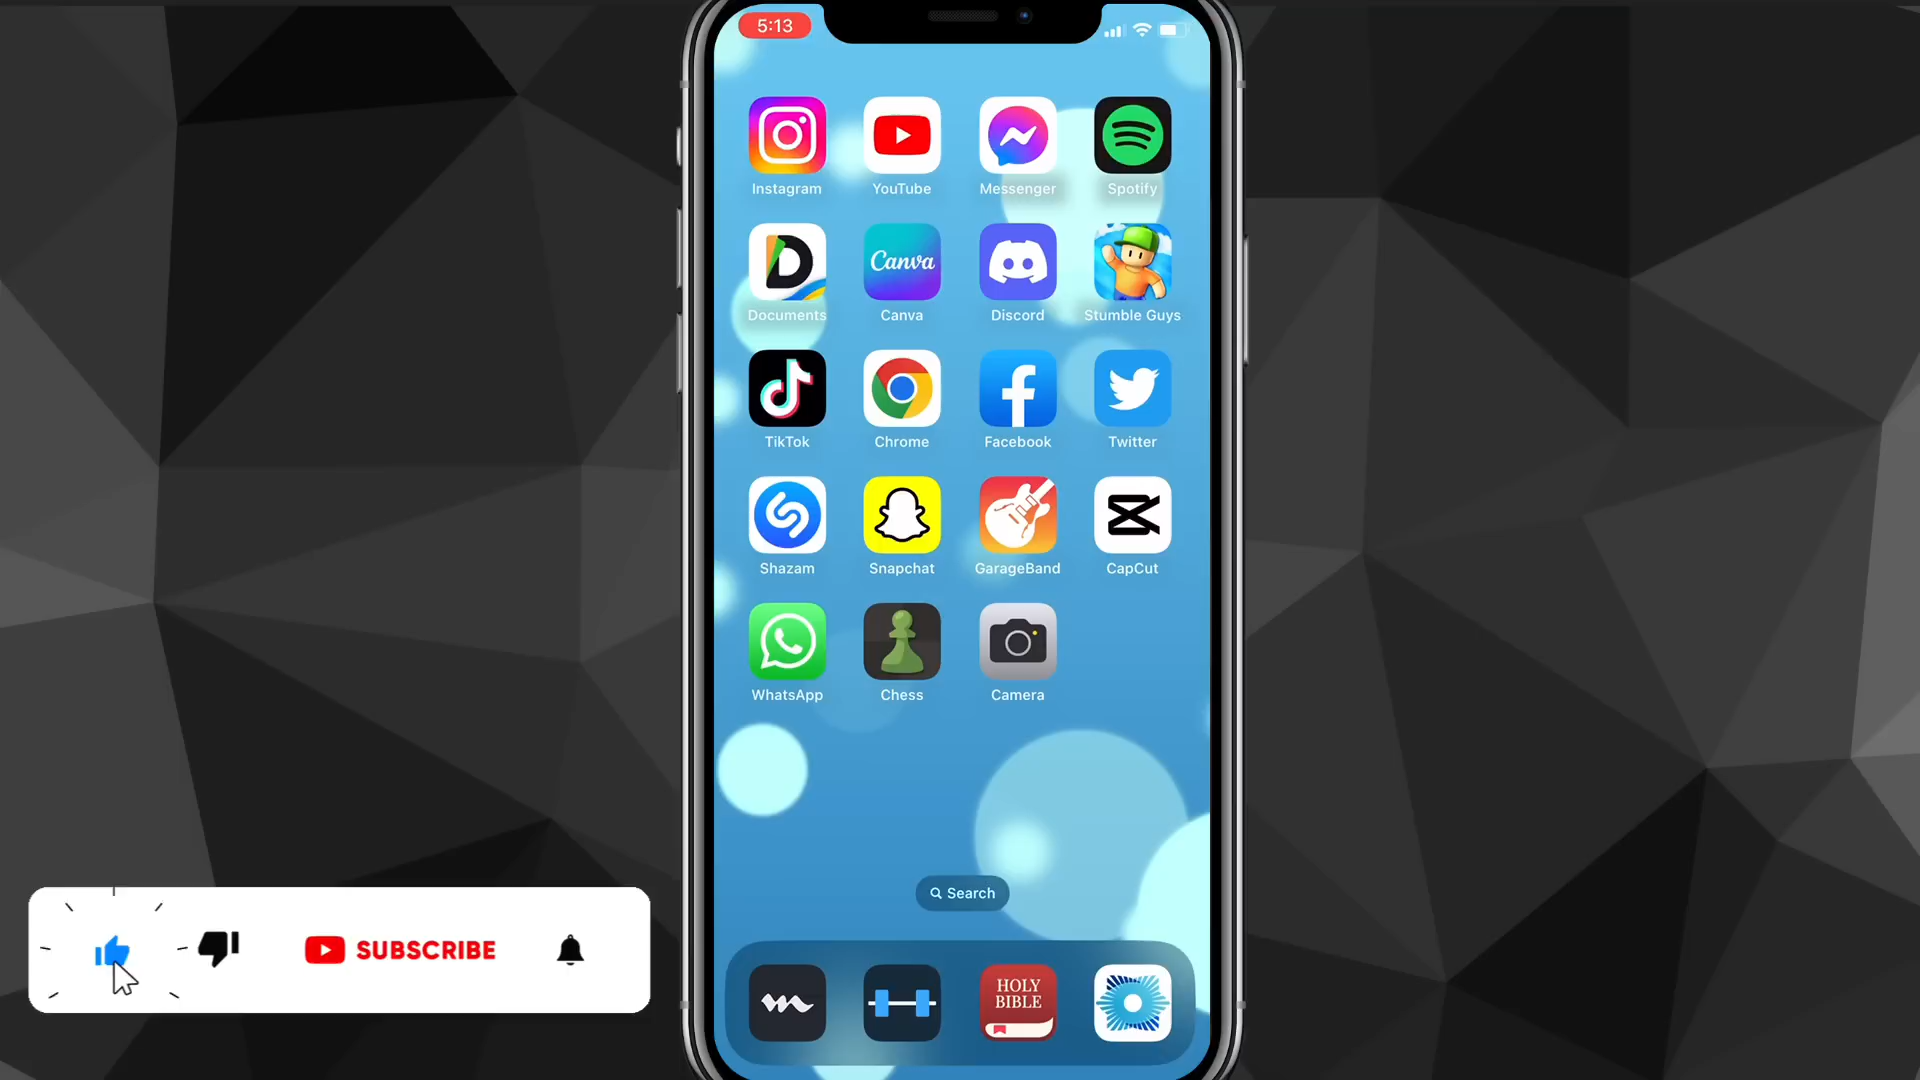 5:13
Instagram YouTube Messenger Spotify
Canva
Documents Canva Discord Stumble Guys
TikTok Chrome Facebook Twitter
Shazam Snapchat GarageBand CapCut
WhatsApp Chess Camera
Search
SUBSCRIBE
HOLY
BIBLE